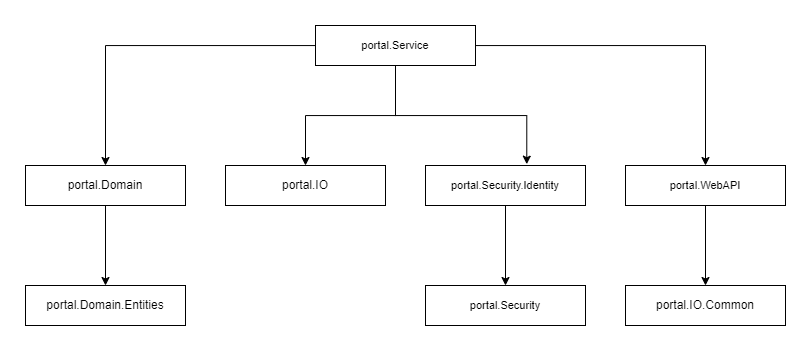 portal.Service
portal.Domain
portal.IO
portal.Security.Identity
portal.WebAPI
portal.Domain.Entities
portal.Security
portal.IO.Common